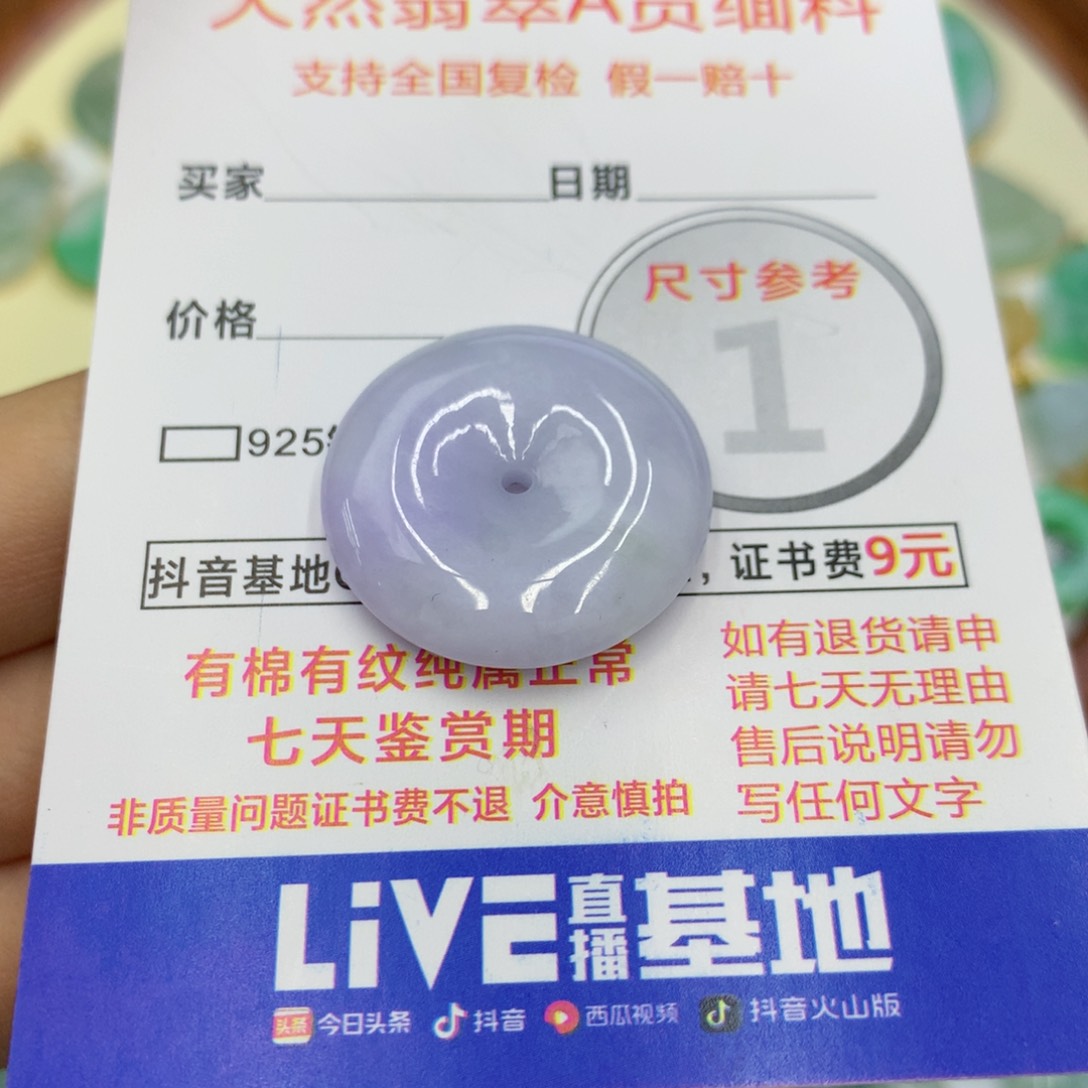 天然翡翠A货缅料
支持全国复检 假一赔十
买家 日期
尺寸参考
1
价格
925
抖音基地 ，证书费9元
有棉有纹纯属正常
七天鉴赏期
如有退货请申
请七天无理由
售后说明请勿
写任何文字
非质量问题证书费不退 介意慎拍
LiVE直播基地
头条 今日头条 抖音 西瓜视频 抖音火山版